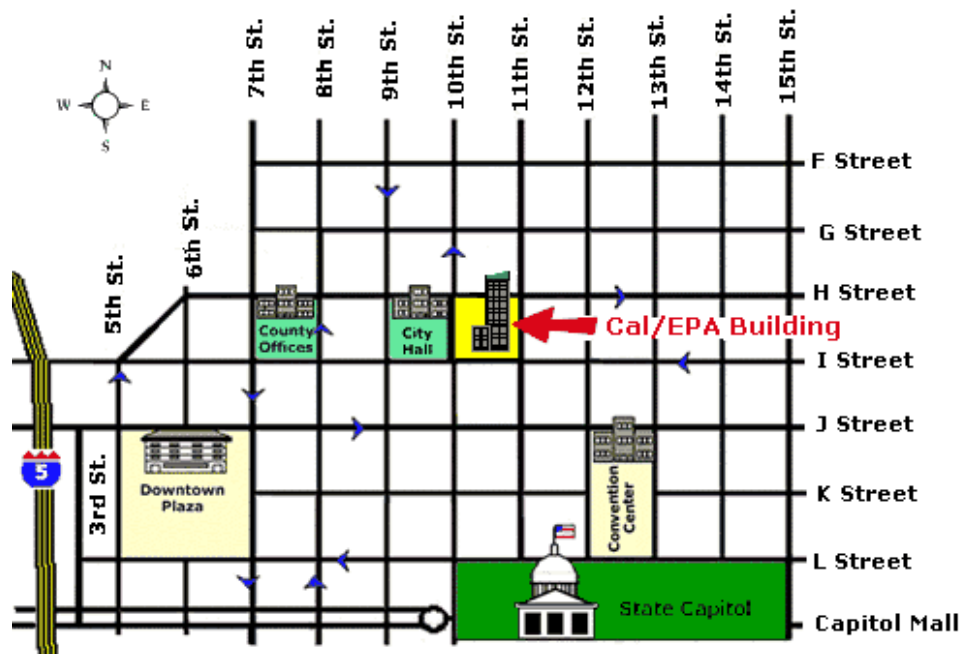 7th St.
8th St.
9th St.
10th St.
11th St.
12th St.
13th St.
14th St.
15th St.
N
W
E
S
F Street
6th St.
G Street
5th St.
H Street
County
Offices
City
Hall
Cal/EPA Building
I Street
J Street
5
3rd St.
Downtown
Plaza
Convention
Center
K Street
L Street
State Capitol
Capitol Mall